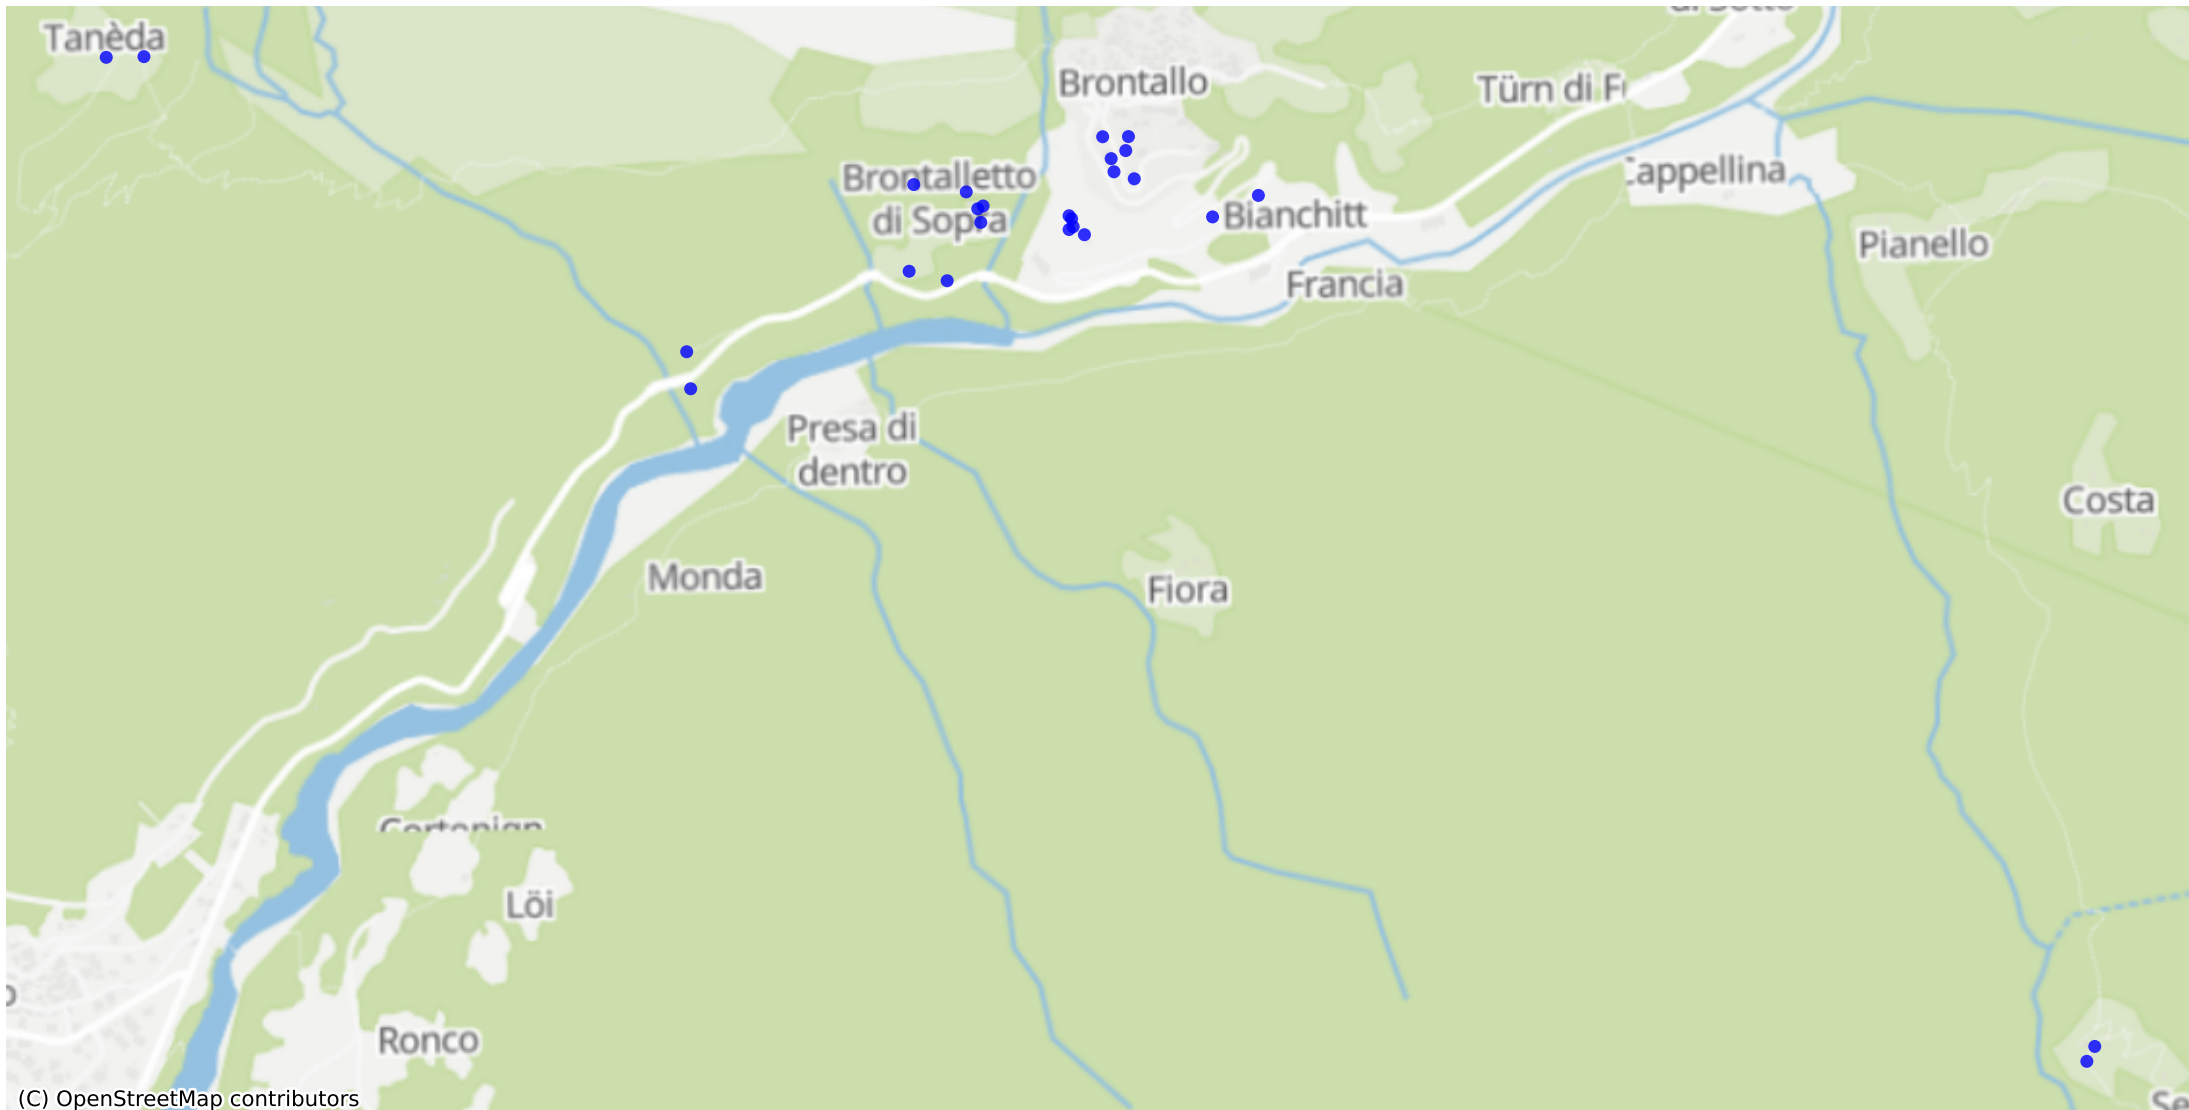 Tanèda
Brontallo
Türn di F
Brontalletto
di Sopra
Cappellina
Bianchitt
Pianello
Francia
Presa di
dentro
Costa
Monda
Fiora
Löi
Ronco
(C) OpenStreetMap contributors